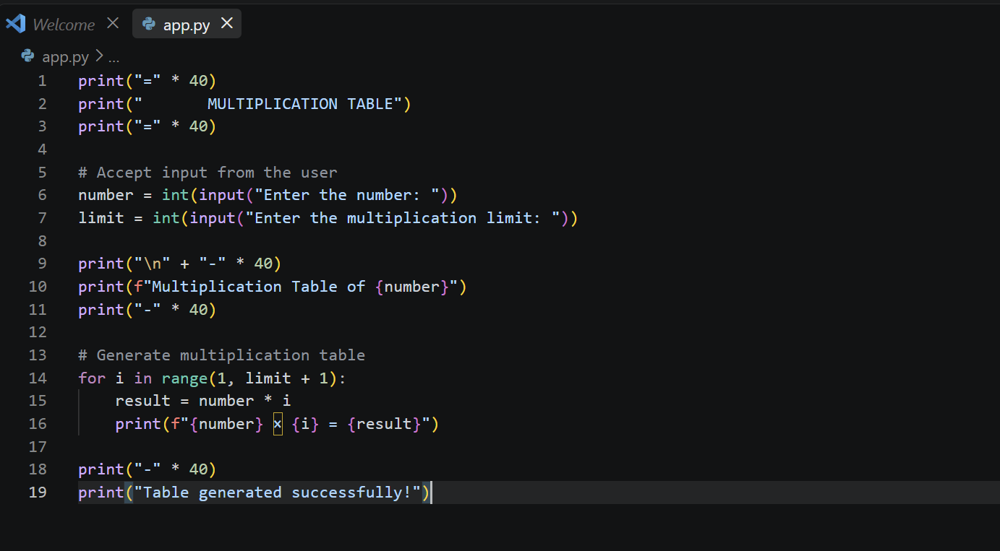 Welcome × app.py ×
app.py > ...
1 print("=" * 40)
2 print("       MULTIPLICATION TABLE")
3 print("=" * 40)
4
5 # Accept input from the user
6 number = int(input("Enter the number: "))
7 limit = int(input("Enter the multiplication limit: "))
8
9 print("\n" + "-" * 40)
10 print(f"Multiplication Table of {number}")
11 print("-" * 40)
12
13 # Generate multiplication table
14 for i in range(1, limit + 1):
15     result = number * i
16     print(f"{number} × {i} = {result}")
17
18 print("-" * 40)
19 print("Table generated successfully!")